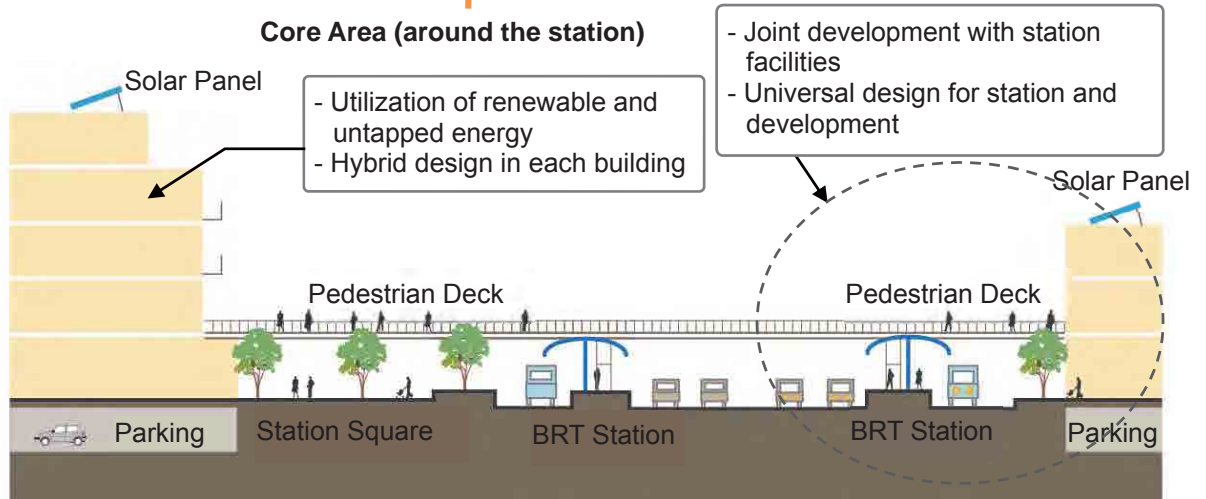 Core Area (around the station)
- Joint development with station
facilities
- Universal design for station and
development
Solar Panel
- Utilization of renewable and
untapped energy
- Hybrid design in each building
Solar Panel
Pedestrian Deck
Pedestrian Deck
Parking
Station Square
BRT Station
BRT Station
Parking